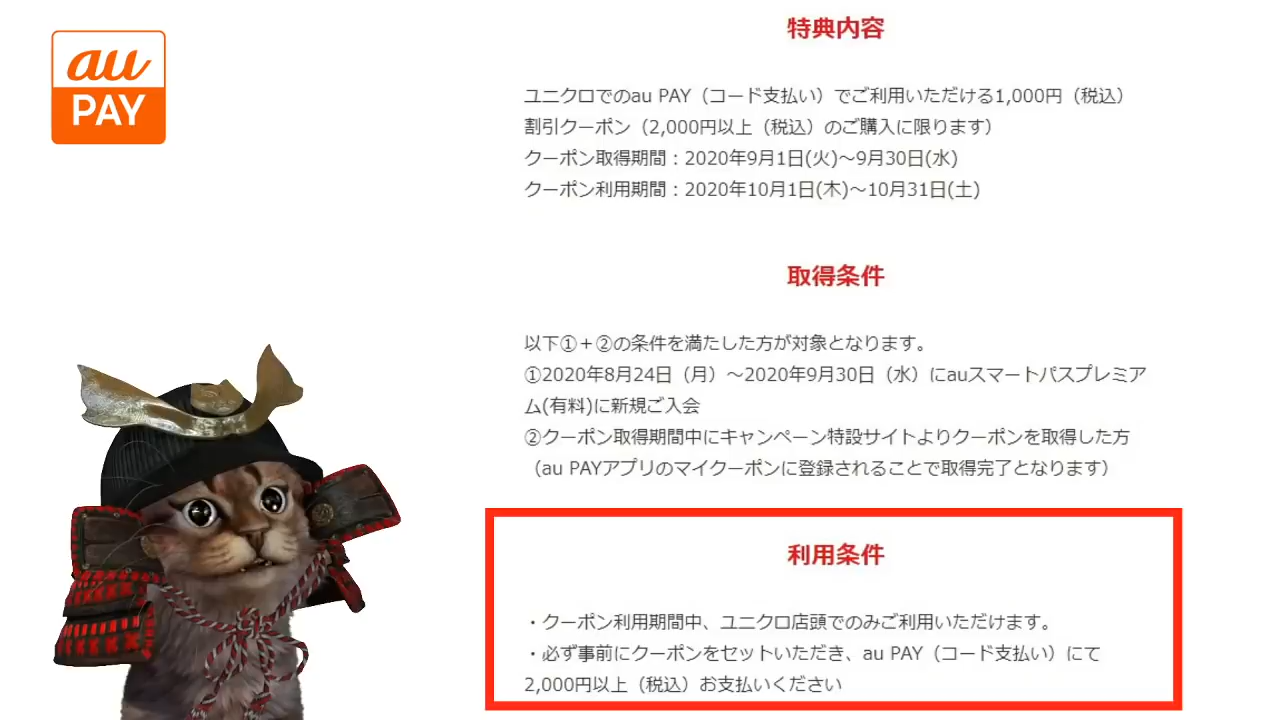 au
PAY
特典内容
ユニクロでのau PAY（コード支払い）でご利用いただける1,000円（税込）
割引クーポン（2,000円以上（税込）のご購入に限ります）
クーポン取得期間：2020年9月1日(火)～9月30日(水)
クーポン利用期間：2020年10月1日(木)～10月31日(土)
取得条件
以下①＋②の条件を満たした方が対象となります。
①2020年8月24日（月）～2020年9月30日（水）にauスマートパスプレミア
ム(有料)に新規ご入会
②クーポン取得期間中にキャンペーン特設サイトよりクーポンを取得した方
（au PAYアプリのマイクーポンに登録されることで取得完了となります）
利用条件
・クーポン利用期間中、ユニクロ店頭でのみご利用いただけます。
・必ず事前にクーポンをセットいただき、au PAY（コード支払い）にて
2,000円以上（税込）お支払いください